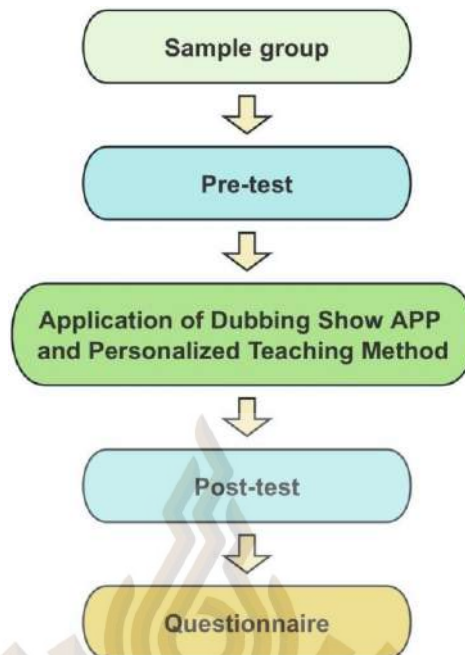 Sample group
Pre-test
Application of Dubbing Show APP
and Personalized Teaching Method
Post-test
Questionnaire